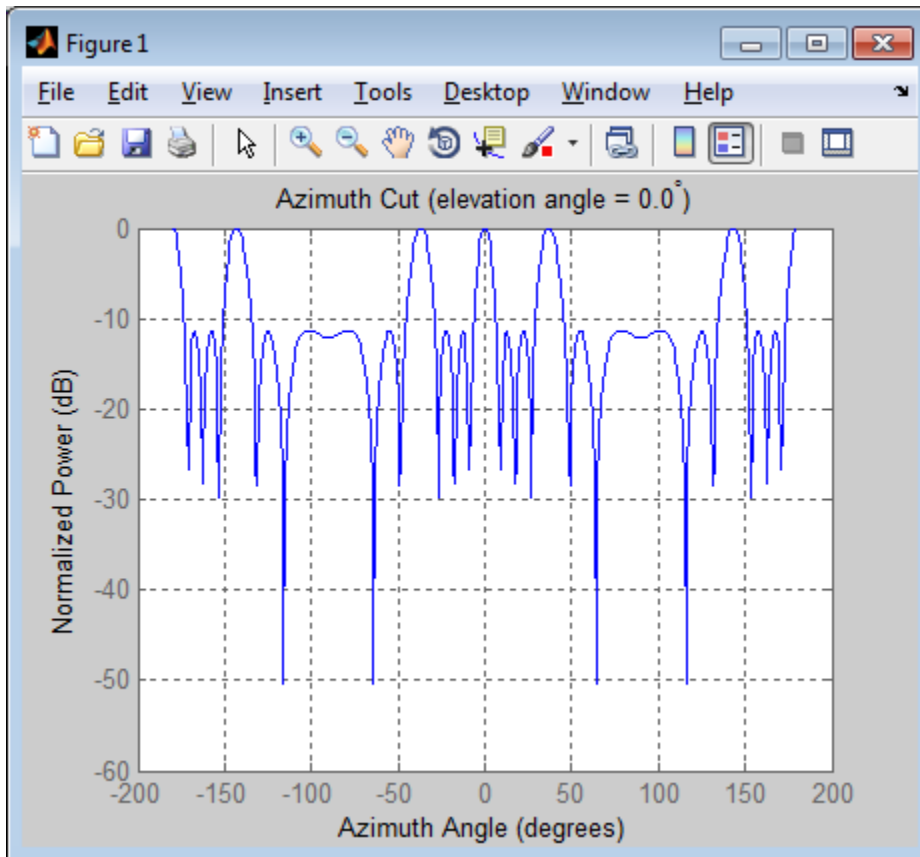 Figure 1
File Edit View Insert Tools Desktop Window Help
Azimuth Cut (elevation angle = 0.0°)
0
-10
-20
-30
-40
-50
-60
Normalized Power (dB)
-200 -150 -100 -50 0 50 100 150 200
Azimuth Angle (degrees)